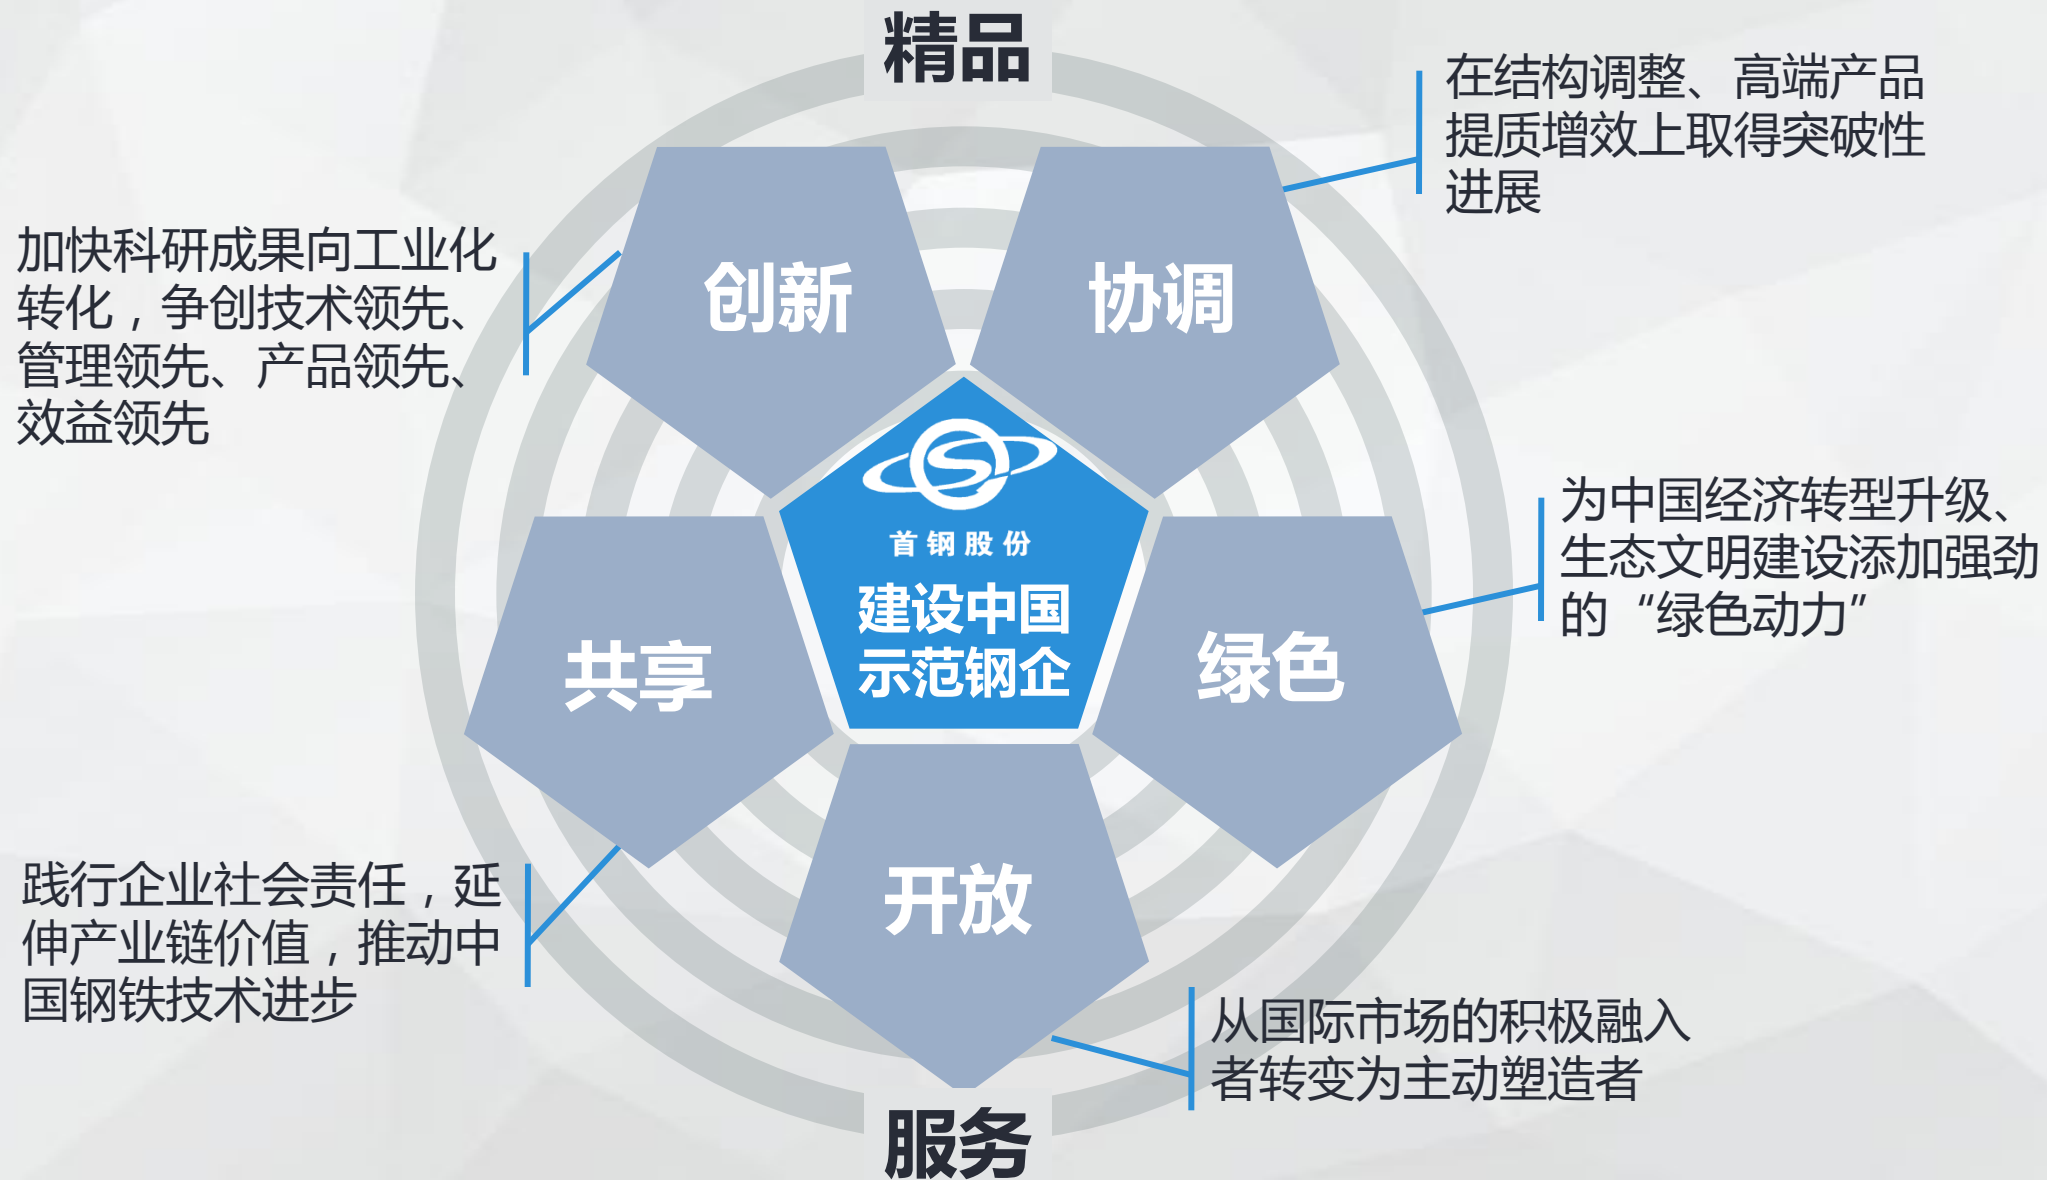 精品
在结构调整、高端产品
提质增效上取得突破性
进展
加快科研成果向工业化
转化，争创技术领先、
管理领先、产品领先、
效益领先
创新
协调
首钢股份
建设中国
示范钢企
为中国经济转型升级、
生态文明建设添加强劲
的“绿色动力”
共享
绿色
践行企业社会责任，延
伸产业链价值，推动中
国钢铁技术进步
开放
从国际市场的积极融入
者转变为主动塑造者
服务